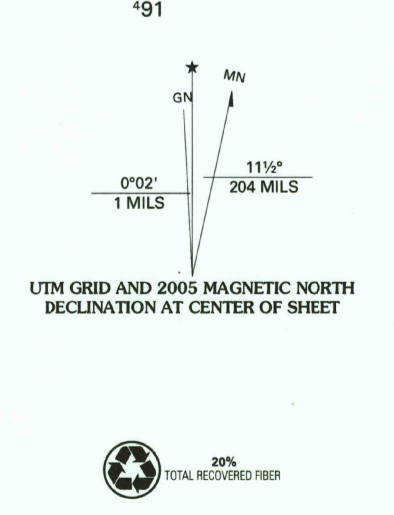 ⁴91
MN
GN
11½°
0°02'
204 MILS
1 MILS
UTM GRID AND 2005 MAGNETIC NORTH
DECLINATION AT CENTER OF SHEET
20%
TOTAL RECOVERED FIBER